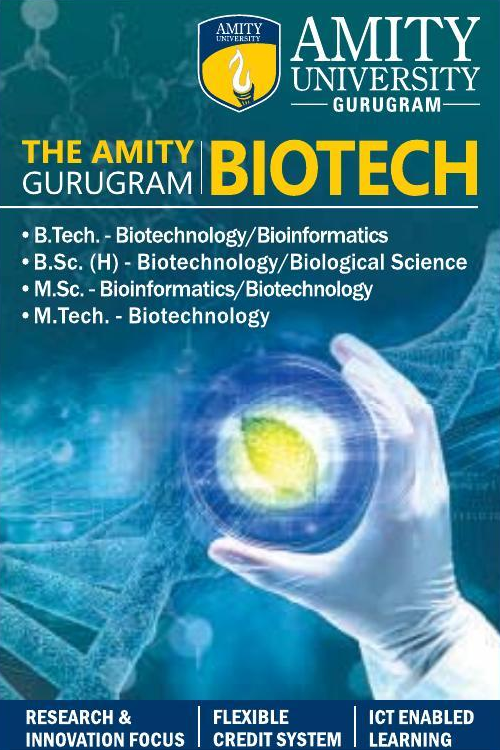 AMITY
UNIVERSITY
AMITY
UNIVERSITY
GURUGRAM
THE AMITY
GURUGRAM
BIOTECH
• B.Tech. - Biotechnology/Bioinformatics
• B.Sc. (H) - Biotechnology/Biological Science
• M.Sc. - Bioinformatics/Biotechnology
• M.Tech. - Biotechnology
RESEARCH &
INNOVATION FOCUS
FLEXIBLE
CREDIT SYSTEM
ICT ENABLED
LEARNING